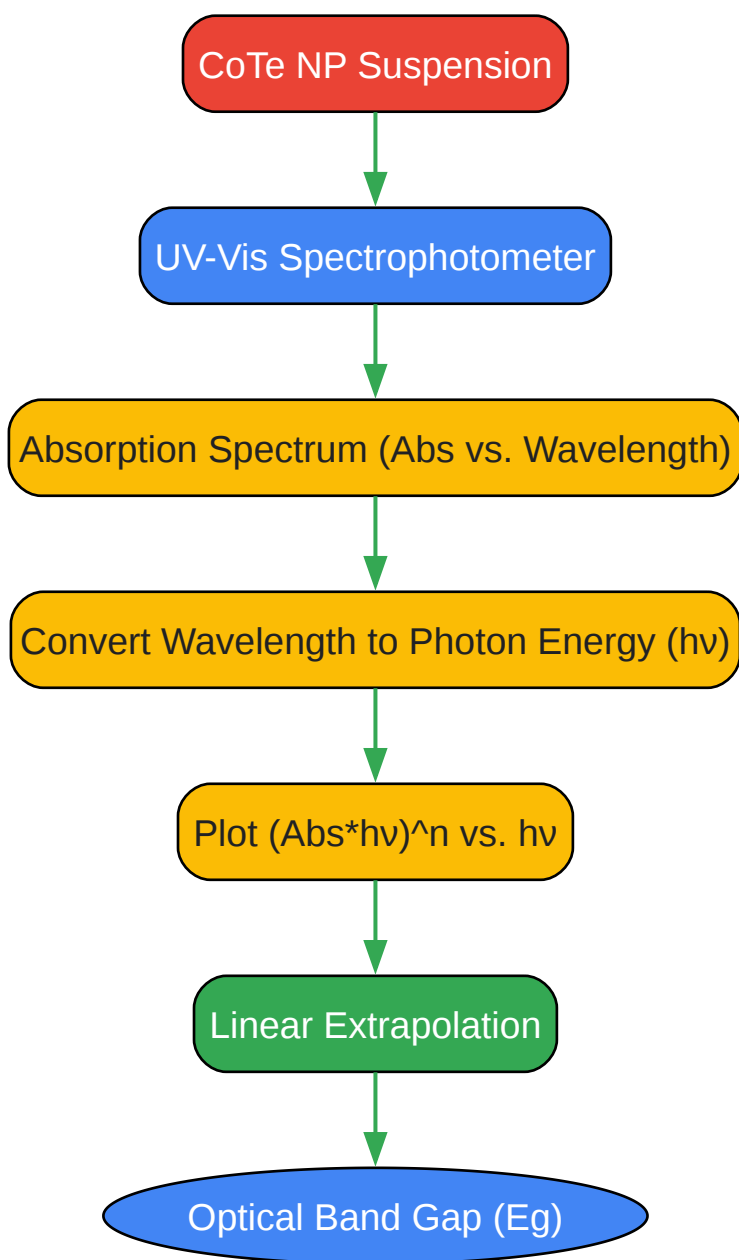 CoTe NP Suspension
UV-Vis Spectrophotometer
Absorption Spectrum (Abs vs. Wavelength)
Convert Wavelength to Photon Energy (hν)
Plot (Abs*hν)^n vs. hν
Linear Extrapolation
Optical Band Gap (Eg)